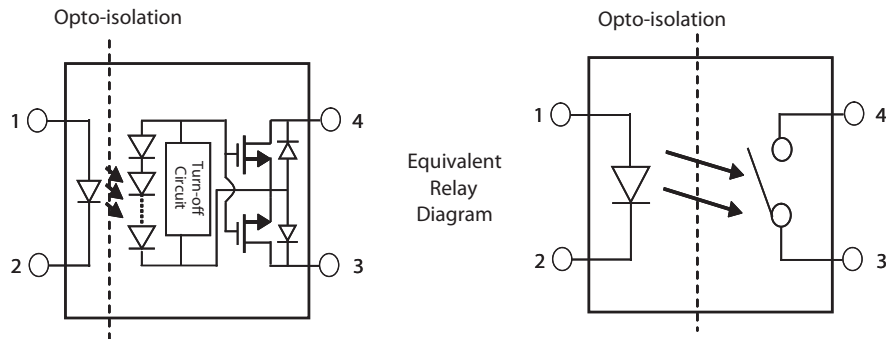 Opto-isolation
1
2
Turn-off
Circuit
4
3
Equivalent
Relay
Diagram
Opto-isolation
1
2
4
3